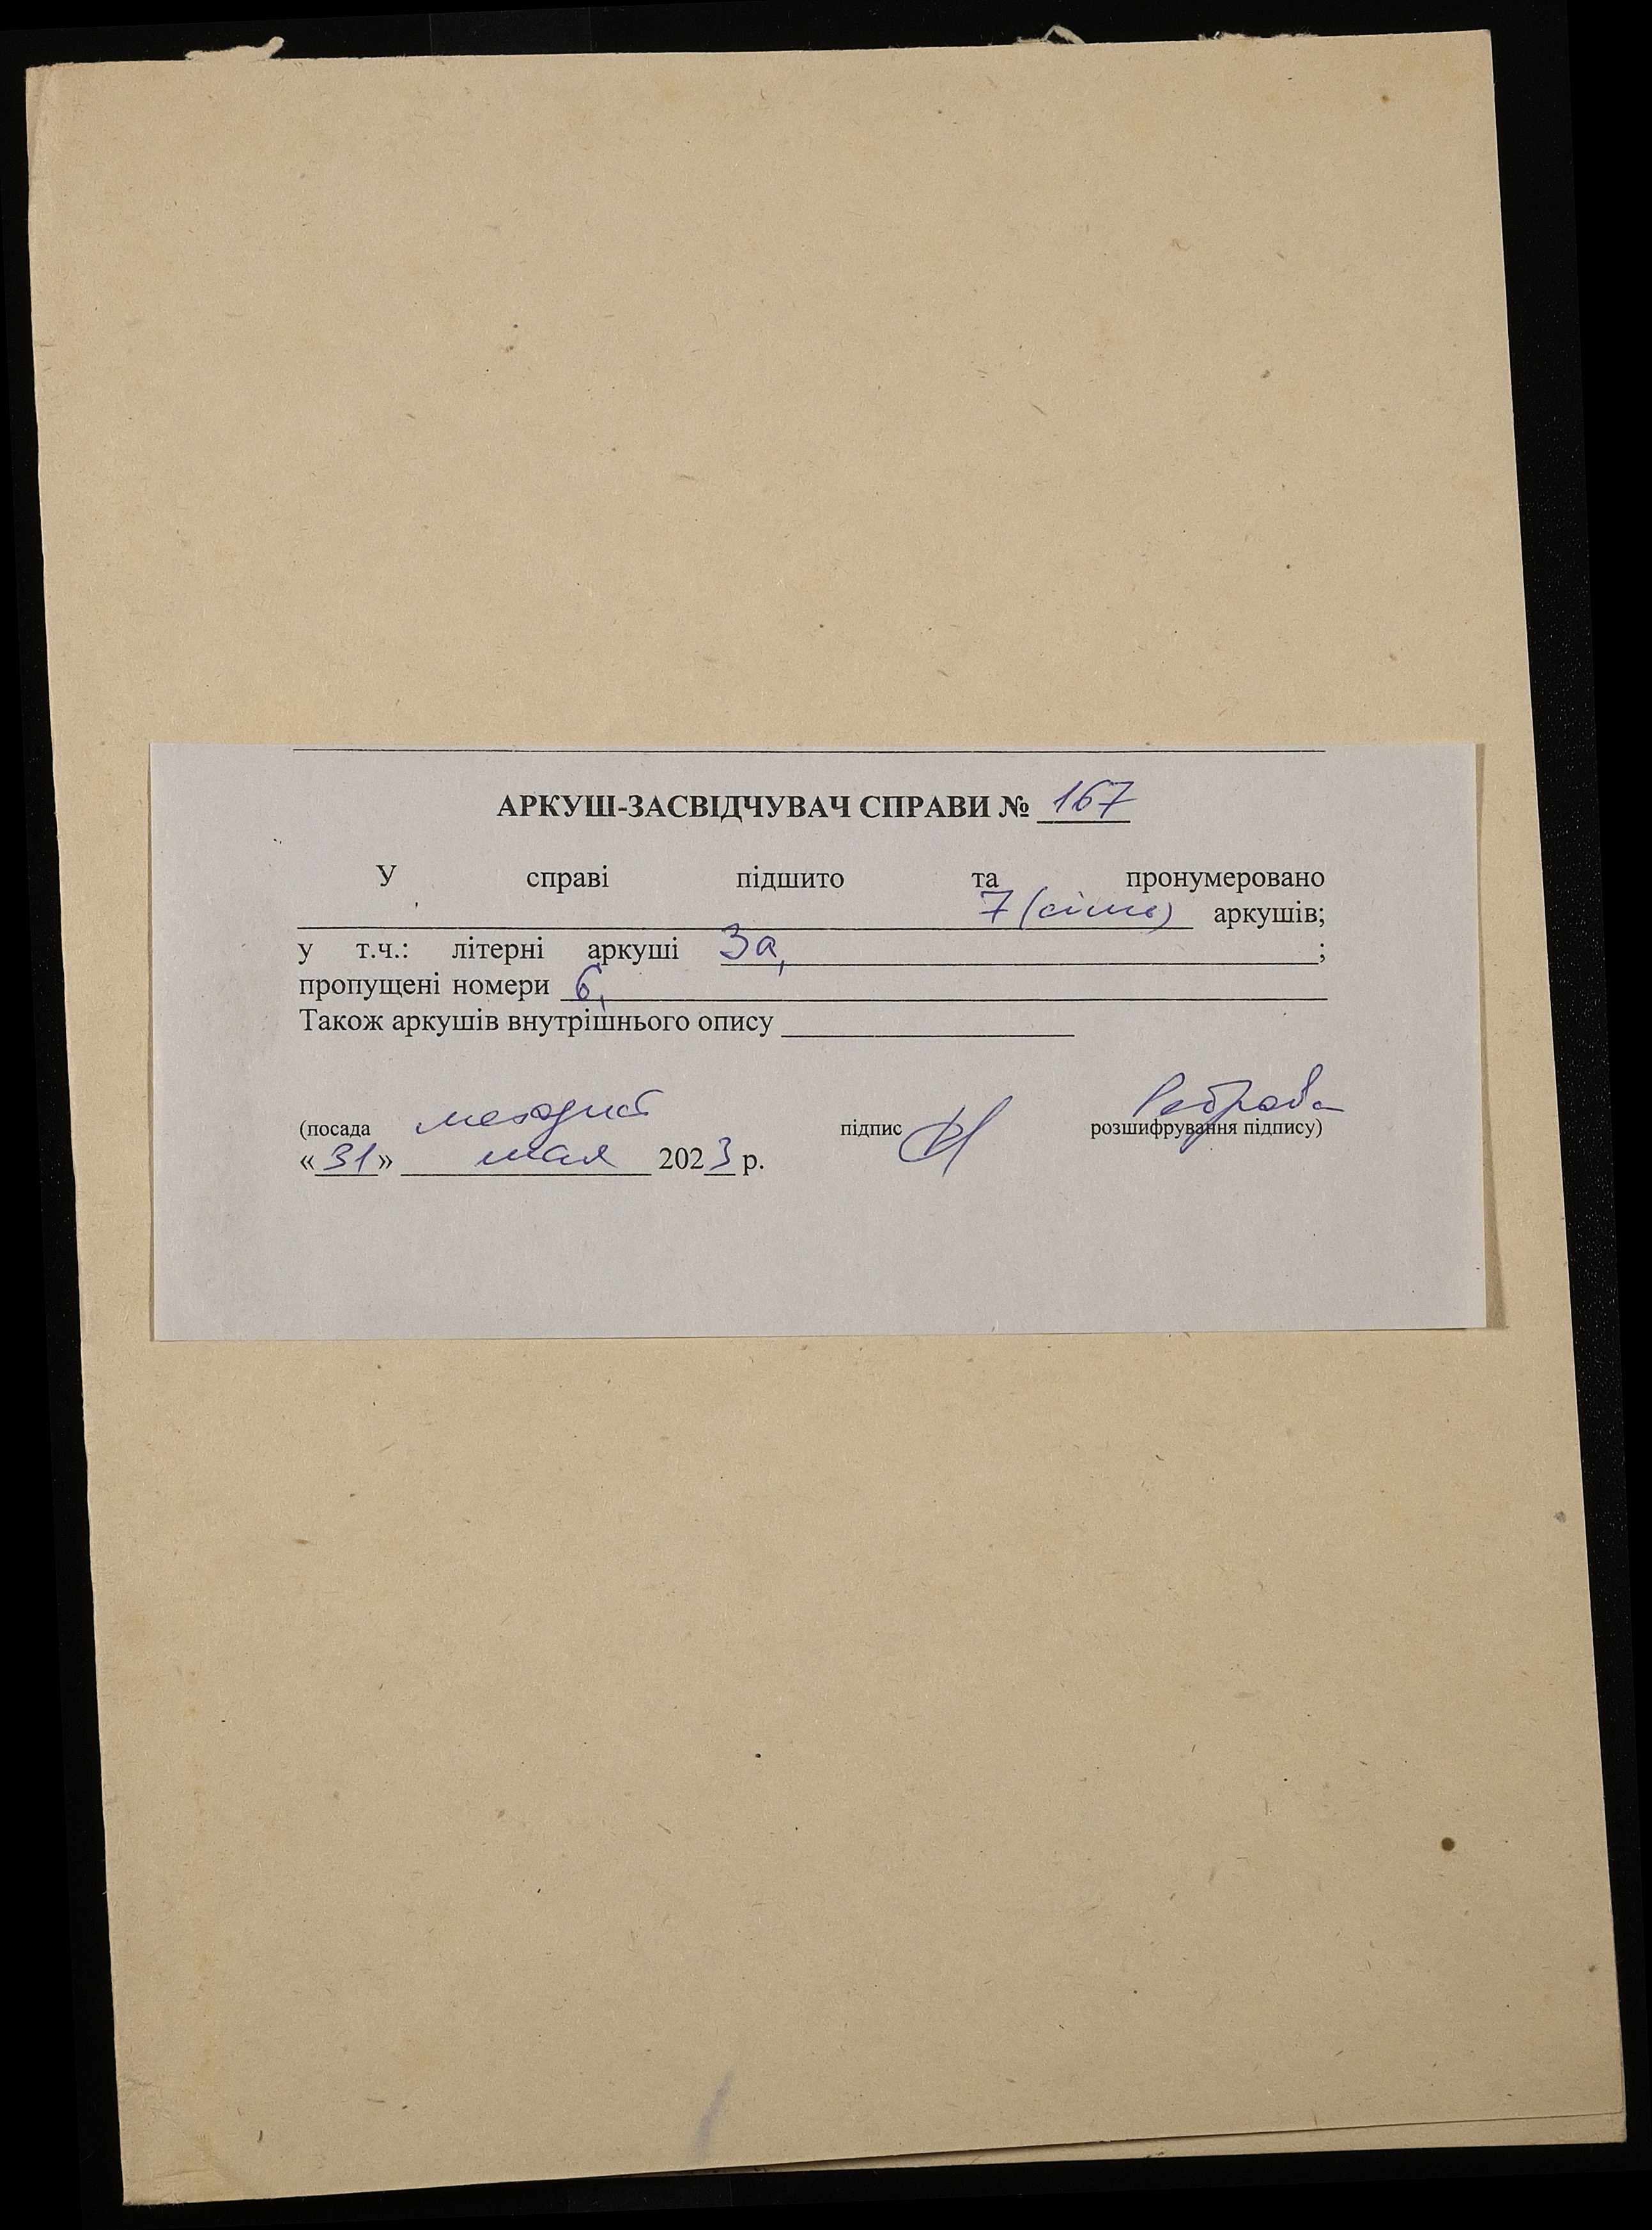 АРКУШ-ЗАСВІДЧУВАЧ СПРАВИ № 167
У справі підшито та пронумеровано
7 (сім) аркушів;
у т.ч.: літерні аркуші 3а, ;
пропущені номери 6,
Також аркушів внутрішнього опису
(посада методист підпис розшифрування підпису)
«31» мая 2023 р.